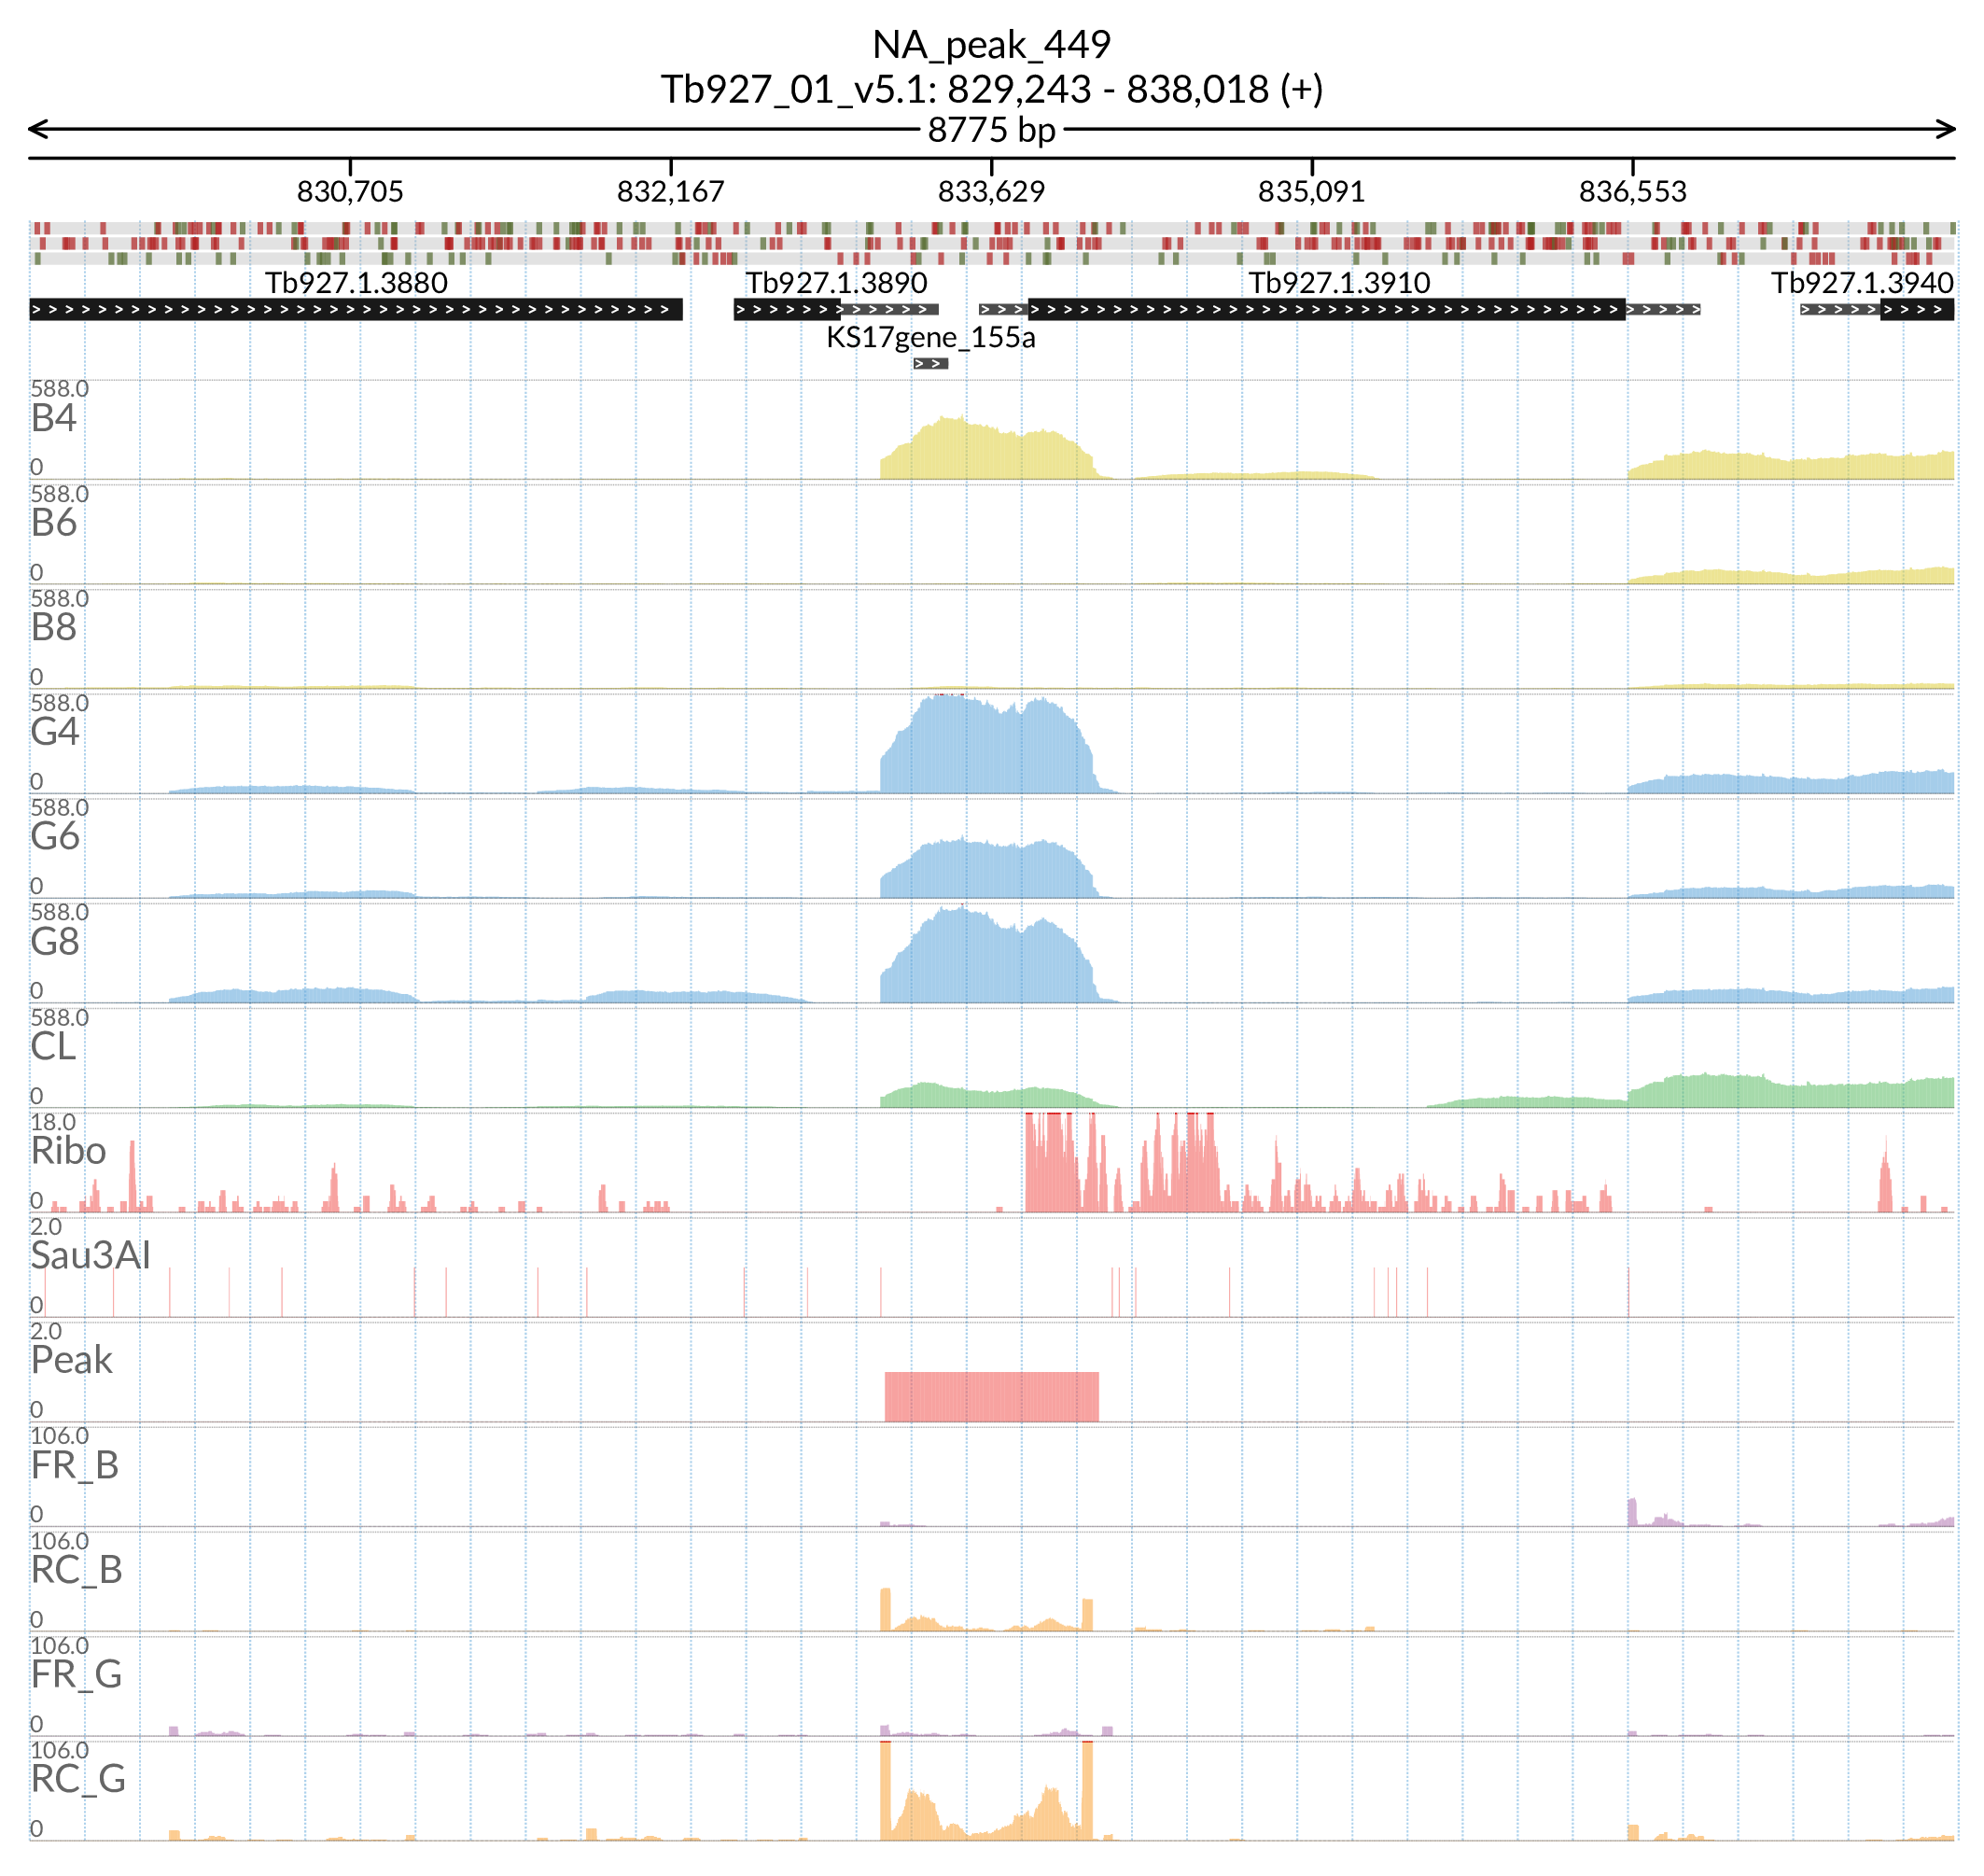 NA_peak_449
Tb927_01_v5.1: 829,243 - 838,018 (+)
8775 bp
830,705 832,167 833,629 835,091 836,553
Tb927.1.3880 Tb927.1.3890 Tb927.1.3910 Tb927.1.3940
KS17gene_155a
588.0
B4
0
588.0
B6
0
588.0
B8
0
588.0
G4
0
588.0
G6
0
588.0
G8
0
588.0
CL
0
18.0
Ribo
0
2.0
Sau3AI
0
2.0
Peak
0
106.0
FR_B
0
106.0
RC_B
0
106.0
FR_G
0
106.0
RC_G
0